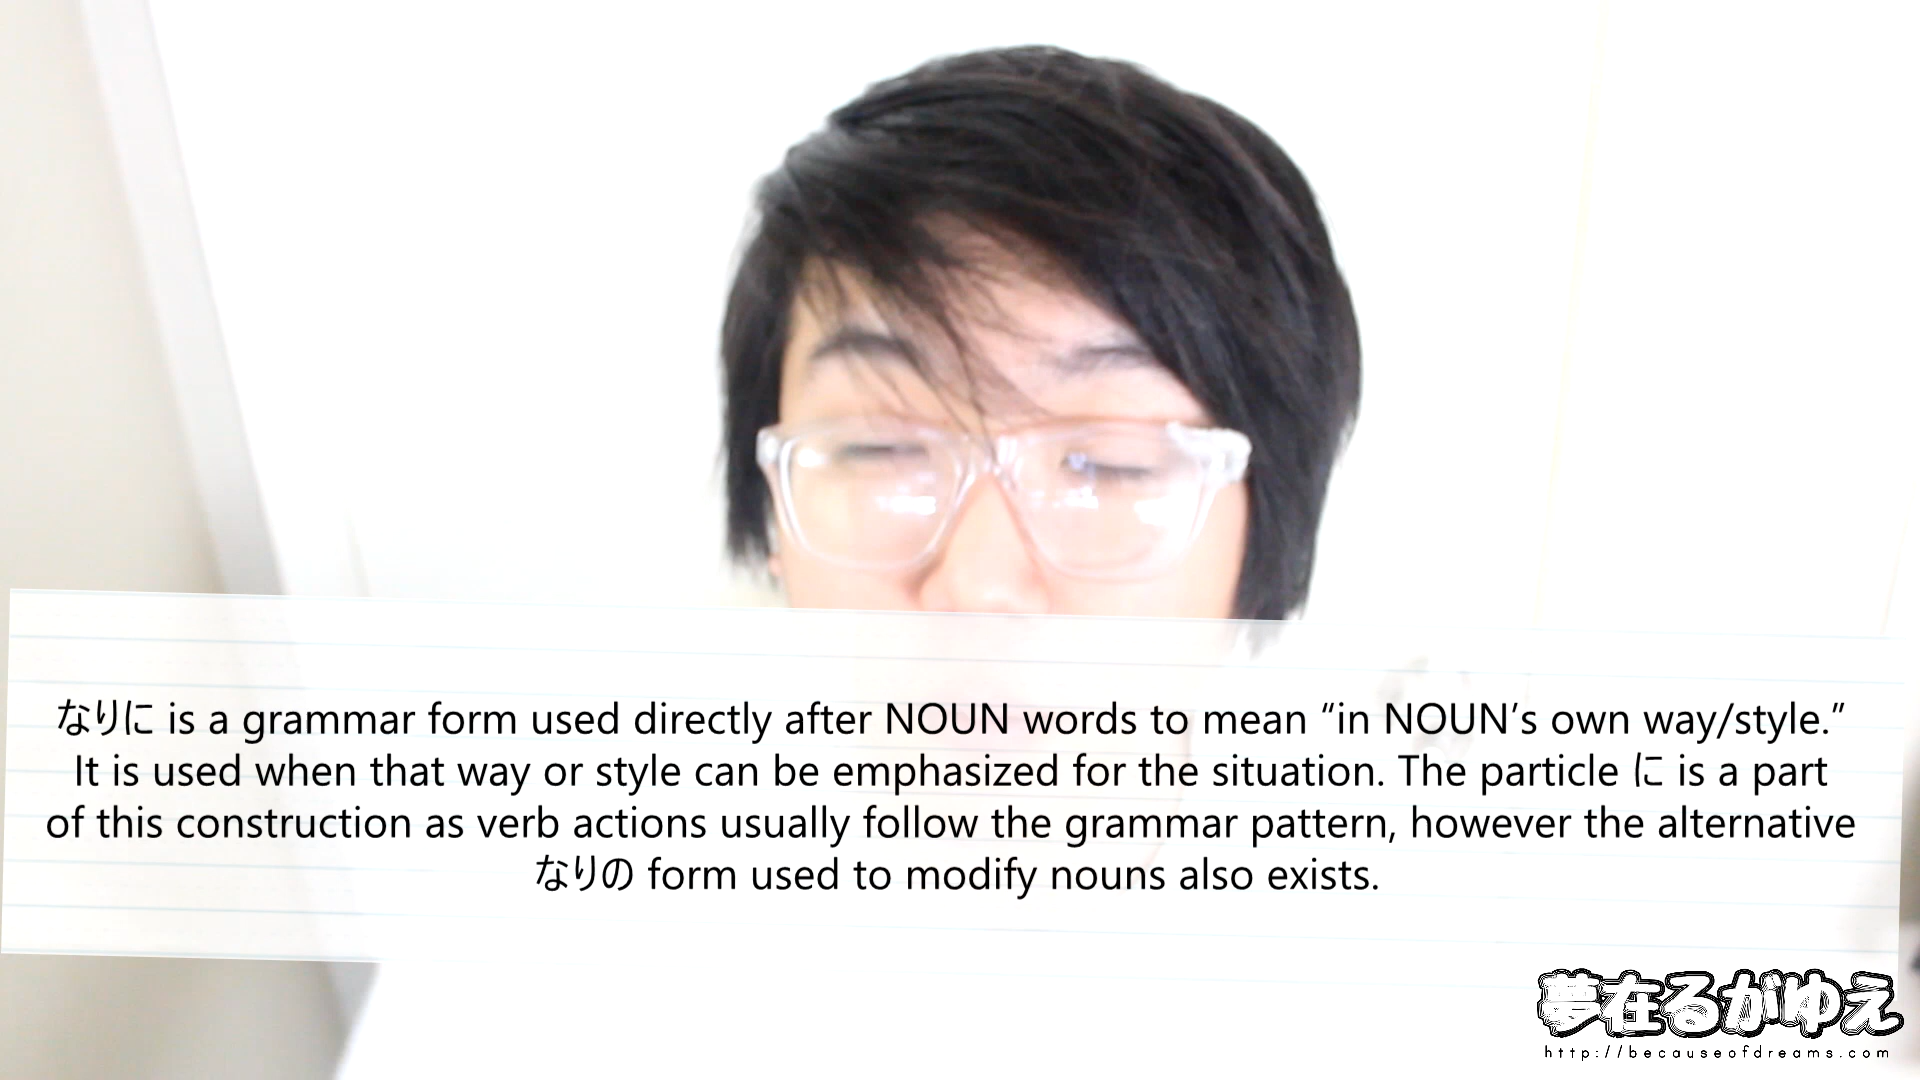 なりに is a grammar form used directly after NOUN words to mean “in NOUN’s own way/style.”
It is used when that way or style can be emphasized for the situation. The particle に is a part
of this construction as verb actions usually follow the grammar pattern, however the alternative
なりの form used to modify nouns also exists.
夢在るがゆえ
http://becauseofdreams.com